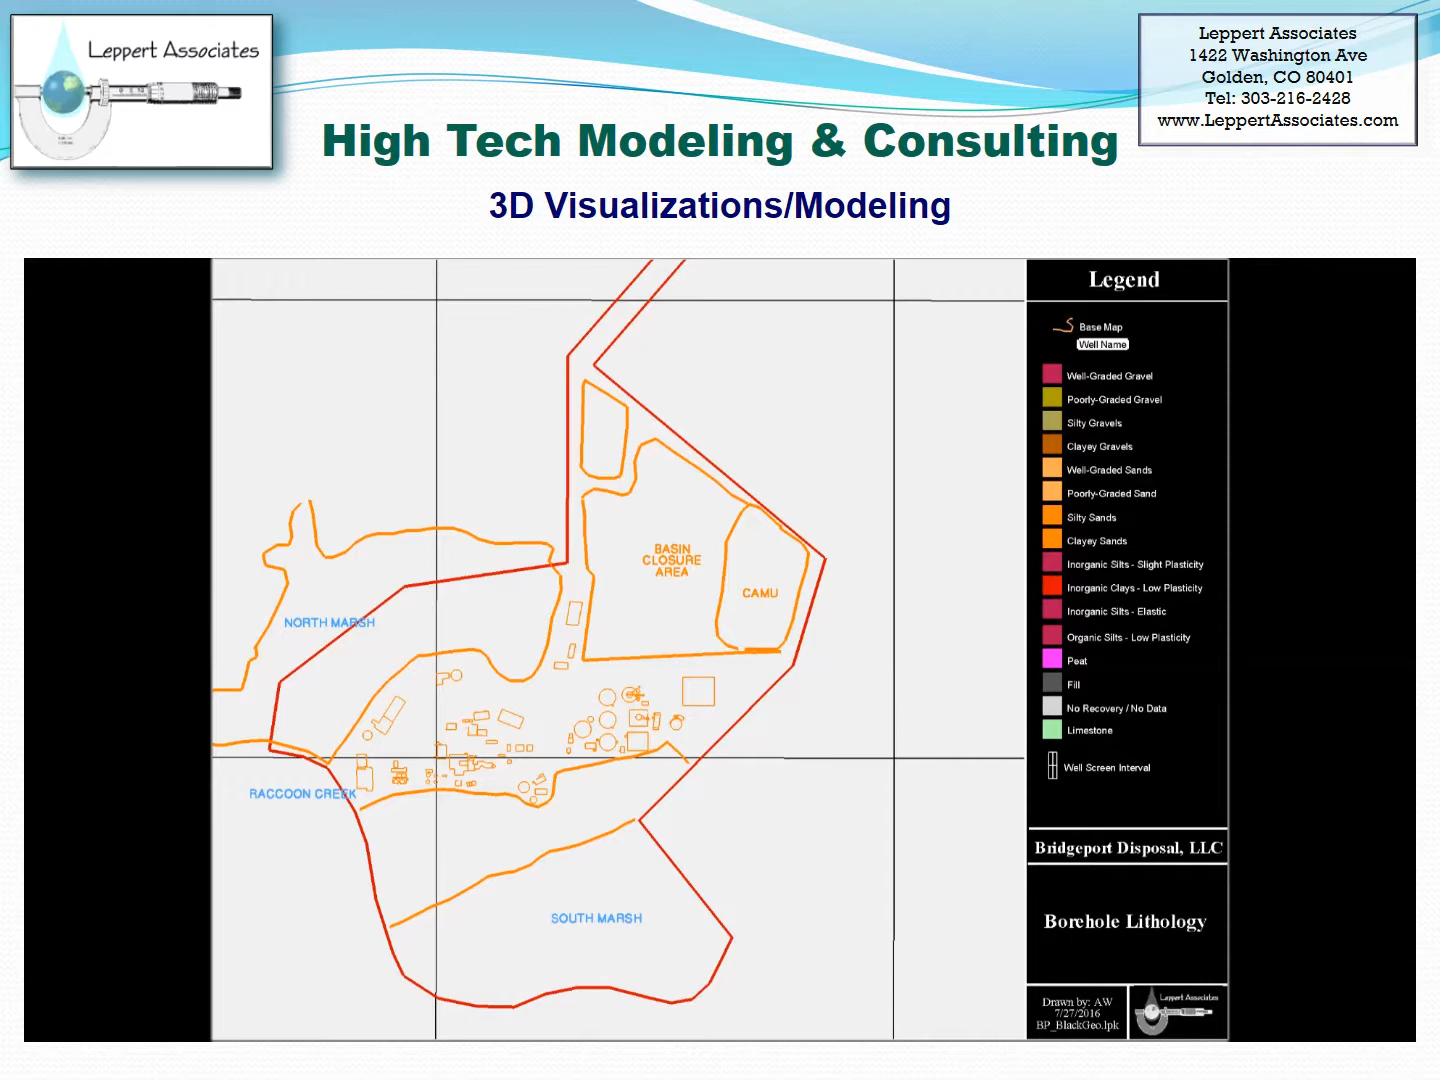 Leppert Associates
Leppert Associates
1422 Washington Ave
Golden, CO 80401
Tel: 303-216-2428
www.LeppertAssociates.com
High Tech Modeling & Consulting
3D Visualizations/Modeling
BASIN
CLOSURE
AREA
CAMU
NORTH MARSH
RACCOON CREEK
SOUTH MARSH
Legend
Base Map
Well Name
Well-Graded Gravel
Poorly-Graded Gravel
Silty Gravels
Clayey Gravels
Well-Graded Sands
Poorly-Graded Sand
Silty Sands
Clayey Sands
Inorganic Silts - Slight Plasticity
Inorganic Clays - Low Plasticity
Inorganic Silts - Elastic
Organic Silts - Low Plasticity
Peat
Fill
No Recovery / No Data
Limestone
Well Screen Interval
Bridgeport Disposal, LLC
Borehole Lithology
Drawn by: AW
7/27/2016
BP_BlackGeo.lpk
Leppert Associates